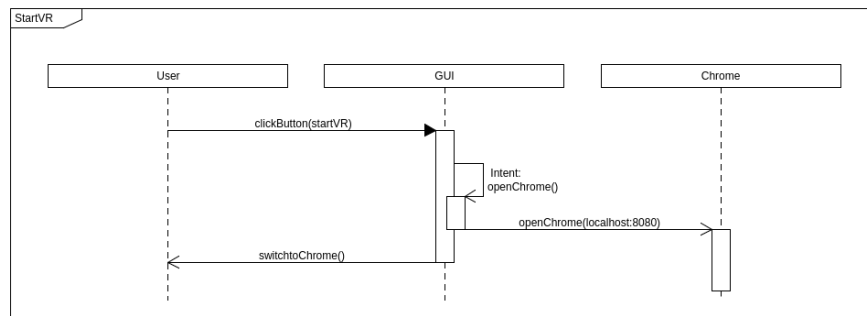 StartVR
User
GUI
Chrome
clickButton(startVR)
Intent:
openChrome()
openChrome(localhost:8080)
switchtoChrome()